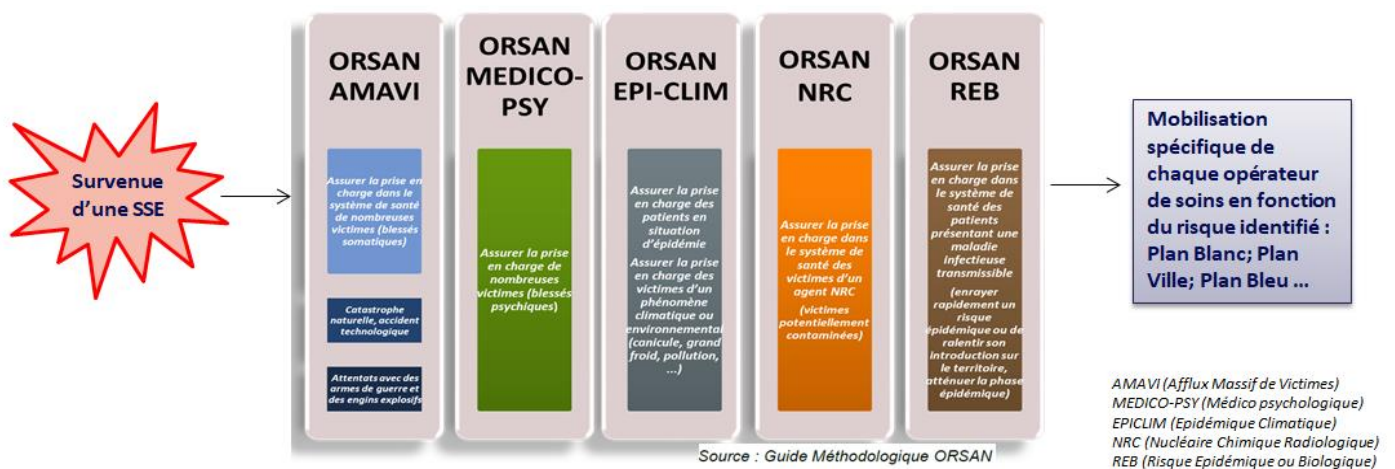 Survenue
d'une SSE
ORSAN
AMAVI
Assurer la prise en
charge dans le
système de santé
de nombreuses
victimes (blessés
somatiques)
Catastrophe
naturelle, accident
technologique
Attentats avec des
armes de guerre et
des engins explosifs
ORSAN
MEDICO-
PSY
Assurer la prise
en charge de
nombreuses
victimes (blessés
psychiques)
ORSAN
EPI-CLIM
Assurer la prise
en charge des
patients en
situation
d'épidémie
Assurer la prise
en charge des
victimes d'un
phénomène
climatique ou
environnemental
(canicule, grand
froid, pollution,
...)
ORSAN
NRC
Assurer la prise en
charge dans le
système de santé
des victimes d'un
agent NRC
(victimes
potentiellement
contaminées)
ORSAN
REB
Assurer la prise
en charge dans
le système de
santé des
patients
présentant une
maladie
infectieuse
transmissible
(enrayer
rapidement un
risque
épidémique ou de
ralentir son
introduction sur
le territoire,
atténuer la phase
épidémique)
Mobilisation
spécifique de
chaque opérateur
de soins en fonction
du risque identifié :
Plan Blanc; Plan
Ville; Plan Bleu ...
Source : Guide Méthodologique ORSAN
AMAVI (Afflux Massif de Victimes)
MEDICO-PSY (Médico psychologique)
EPICLIM (Epidémique Climatique)
NRC (Nucléaire Chimique Radiologique)
REB (Risque Epidémique ou Biologique)